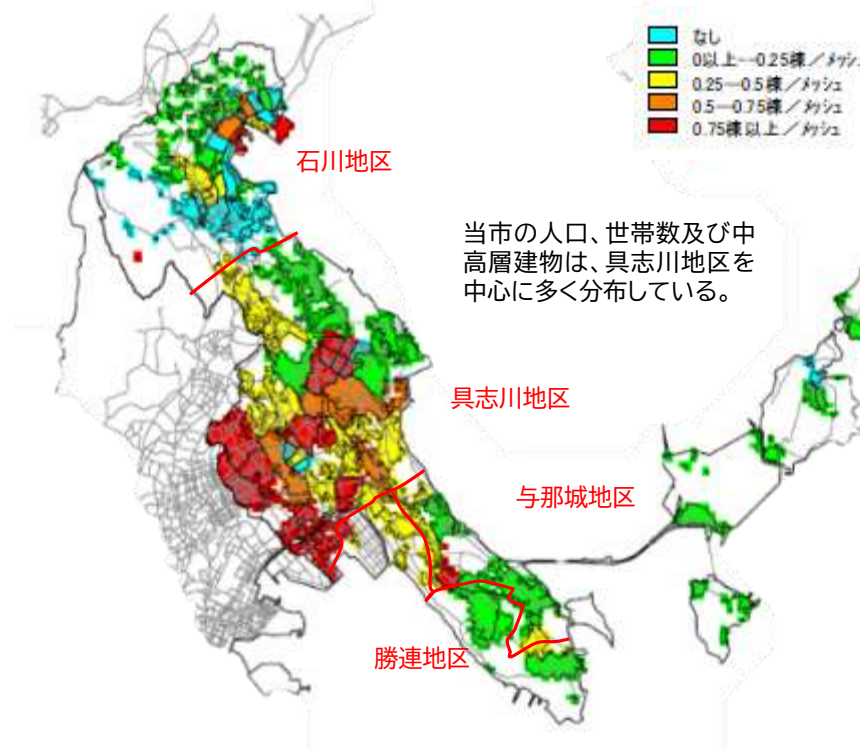 なし
0以上--0.25棟／メッシュ
0.25―0.5棟／メッシュ
0.5―0.75棟／メッシュ
0.75棟以上／メッシュ
石川地区
当市の人口、世帯数及び中
高層建物は、具志川地区を
中心に多く分布している。
具志川地区
与那城地区
勝連地区